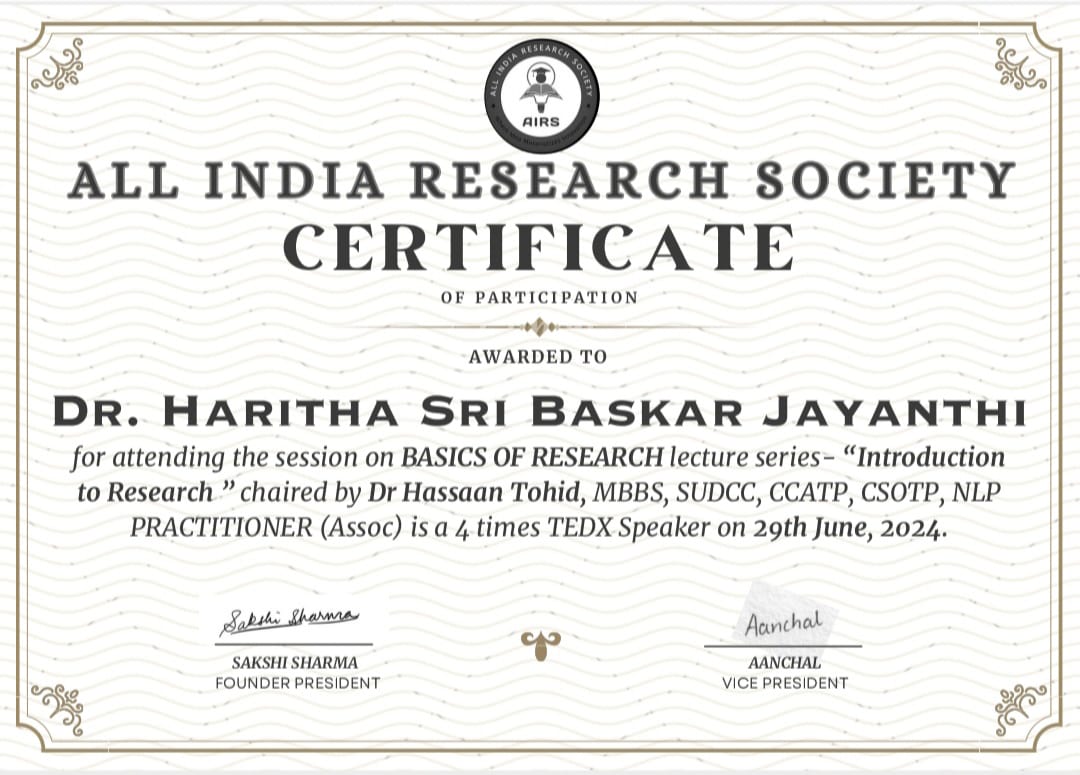 ALL INDIA RESEARCH SOCIETY
AIRS
ALL INDIA RESEARCH SOCIETY
CERTIFICATE
OF PARTICIPATION
AWARDED TO
DR. HARITHA SRI BASKAR JAYANTHI
for attending the session on BASICS OF RESEARCH lecture series- “Introduction
to Research ” chaired by Dr Hassaan Tohid, MBBS, SUDCC, CCATP, CSOTP, NLP
PRACTITIONER (Assoc) is a 4 times TEDX Speaker on 29th June, 2024.
Sakshi Sharma
Aanchal
SAKSHI SHARMA
AANCHAL
FOUNDER PRESIDENT
VICE PRESIDENT